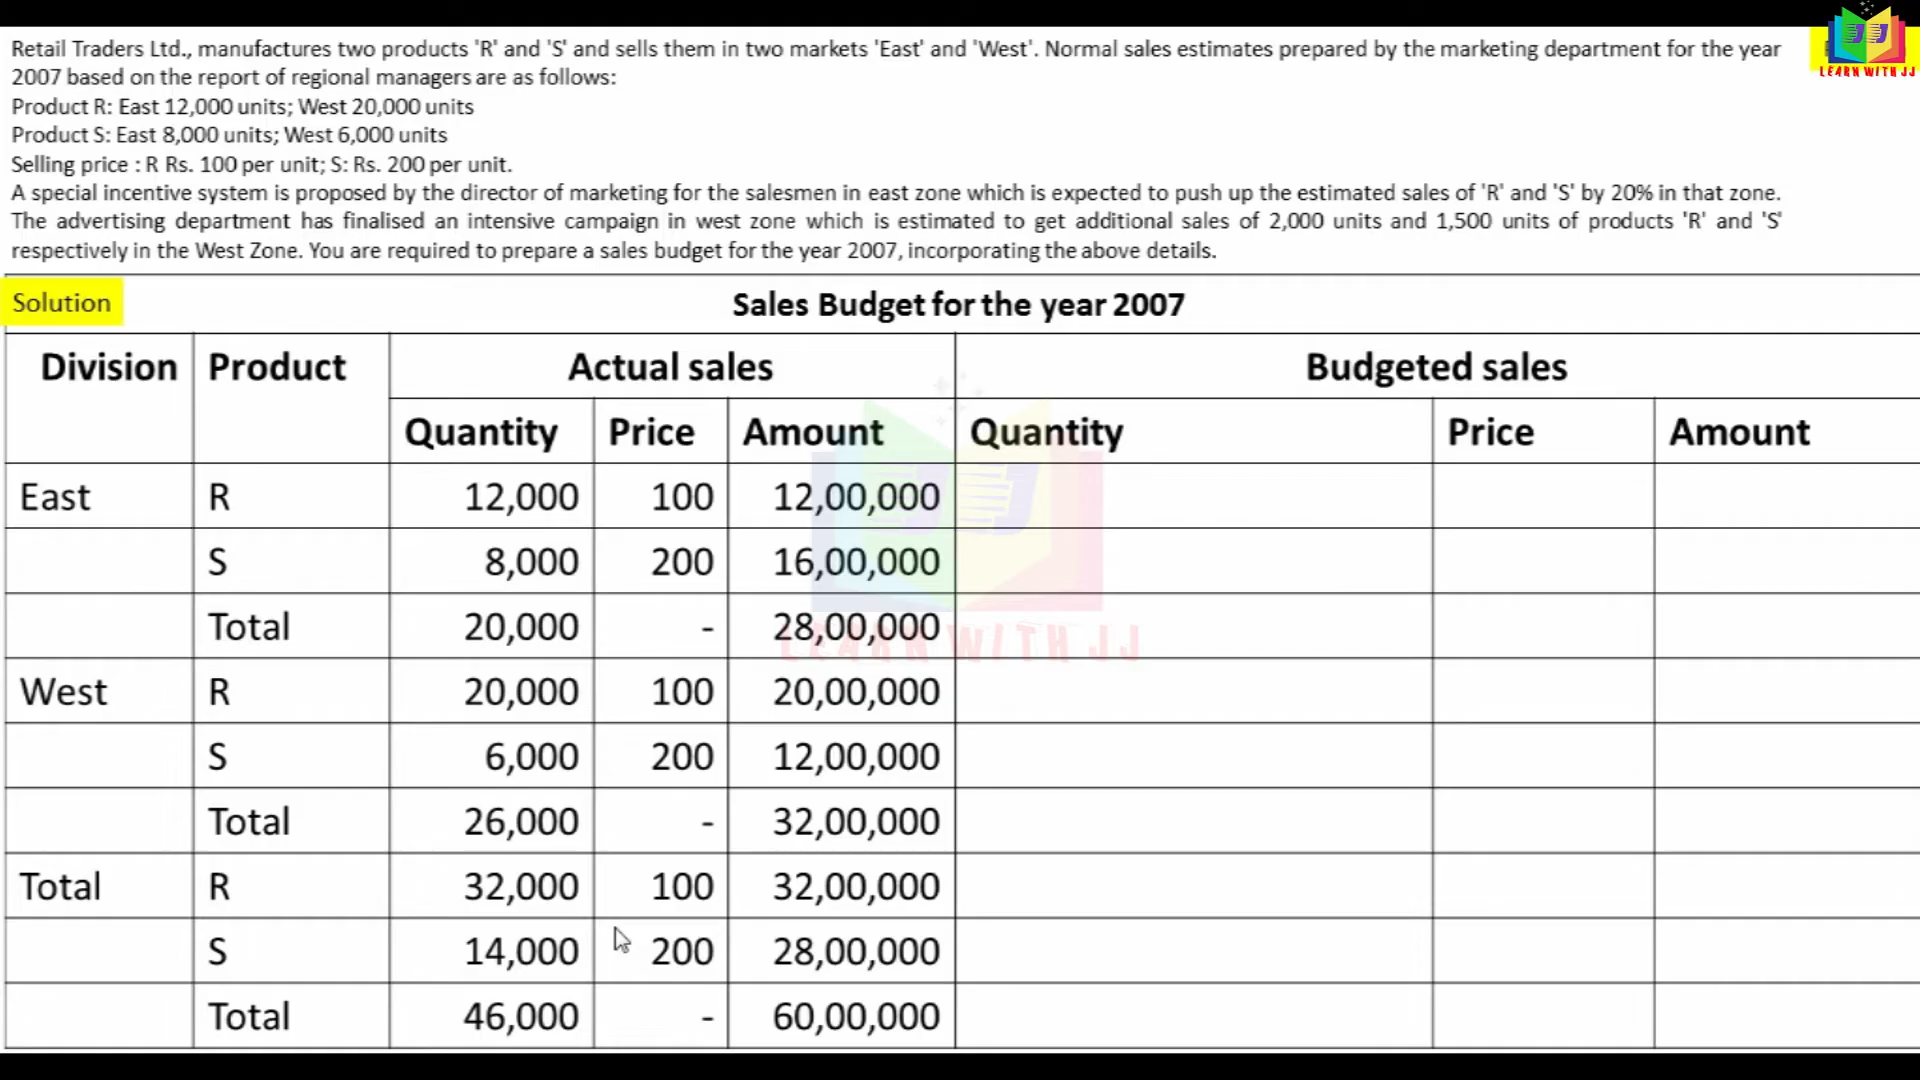 Retail Traders Ltd., manufactures two products 'R' and 'S' and sells them in two markets 'East' and 'West'. Normal sales estimates prepared by the marketing department for the year
2007 based on the report of regional managers are as follows:
Product R: East 12,000 units; West 20,000 units
Product S: East 8,000 units; West 6,000 units
Selling price : R Rs. 100 per unit; S: Rs. 200 per unit.
A special incentive system is proposed by the director of marketing for the salesmen in east zone which is expected to push up the estimated sales of 'R' and 'S' by 20% in that zone.
The advertising department has finalised an intensive campaign in west zone which is estimated to get additional sales of 2,000 units and 1,500 units of products 'R' and 'S'
respectively in the West Zone. You are required to prepare a sales budget for the year 2007, incorporating the above details.
JJ
LEARN WITH JJ
Solution Sales Budget for the year 2007
Division Product Actual sales Budgeted sales
Quantity Price Amount Quantity Price Amount
East R 12,000 100 12,00,000
S 8,000 200 16,00,000
Total 20,000 - 28,00,000
LEARN WITH JJ
West R 20,000 100 20,00,000
S 6,000 200 12,00,000
Total 26,000 - 32,00,000
Total R 32,000 100 32,00,000
S 14,000 200 28,00,000
Total 46,000 - 60,00,000